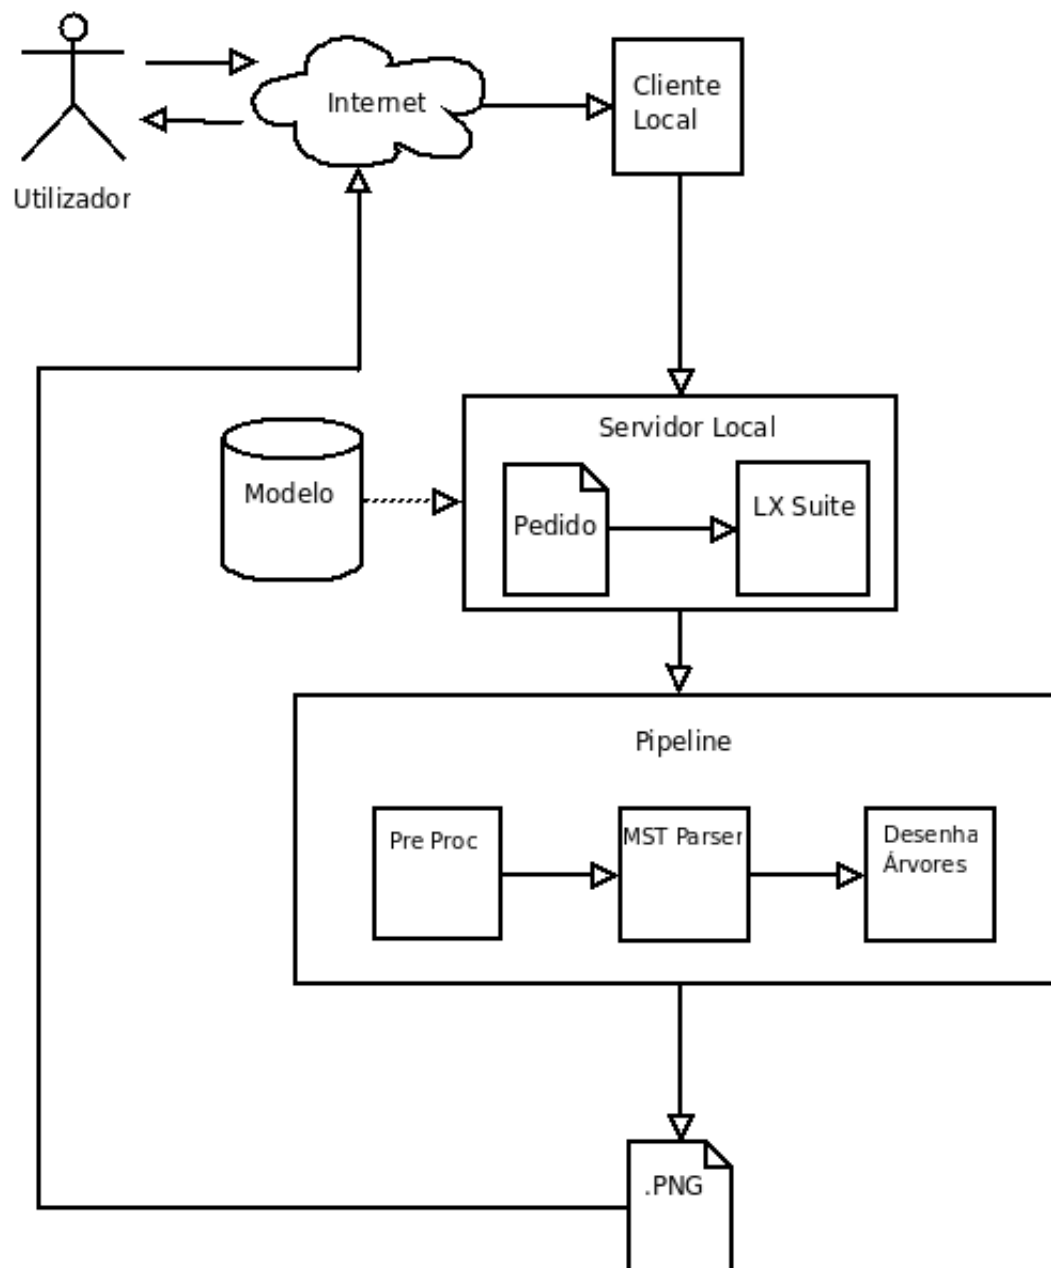 Internet
Cliente
Local
Utilizador
Servidor Local
Modelo
Pedido
LX Suite
Pipeline
Pre Proc
MST Parser
Desenha
Árvores
.PNG